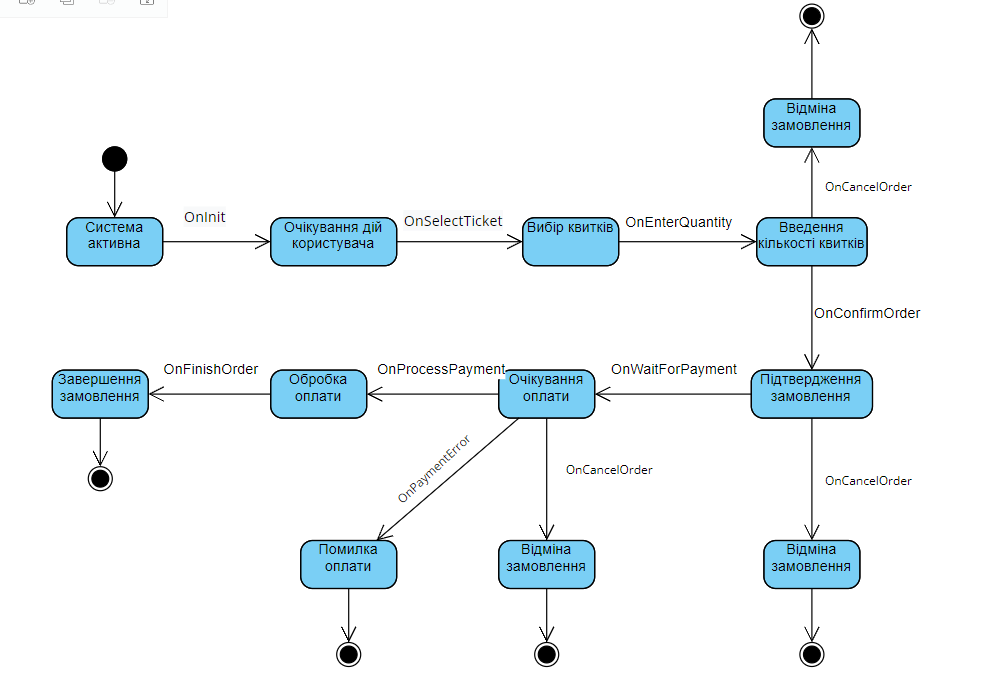 Відміна
замовлення
OnCancelOrder
Система
активна
OnInit
Очікування дій
користувача
OnSelectTicket
Вибір квитків
OnEnterQuantity
Введення
кількості квитків
OnConfirmOrder
Завершення
замовлення
OnFinishOrder
Обробка
оплати
OnProcessPayment
Очікування
оплати
OnWaitForPayment
Підтвердження
замовлення
OnPaymentError
OnCancelOrder
OnCancelOrder
Помилка
оплати
Відміна
замовлення
Відміна
замовлення